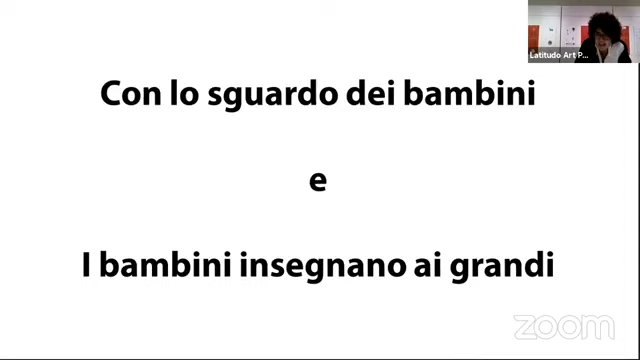 Latitudo Art P...
Con lo sguardo dei bambini
e
I bambini insegnano ai grandi
zoom